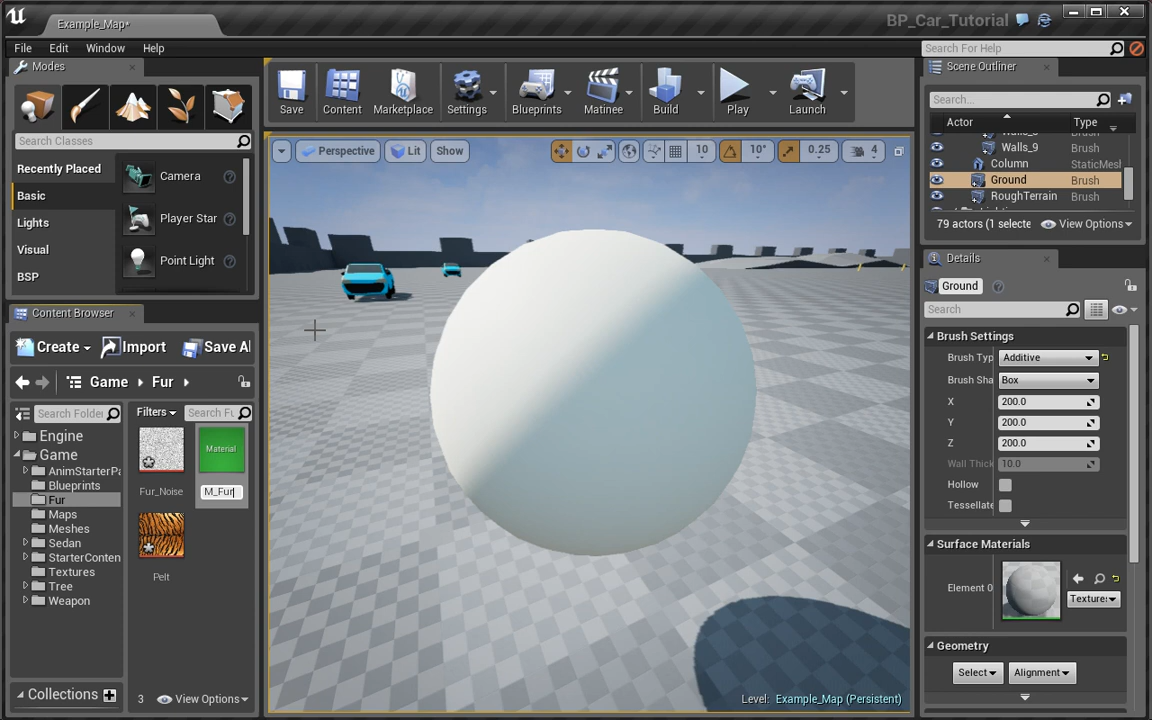 Example_Map*
BP_Car_Tutorial
File Edit Window Help
Search For Help
Modes
Search Classes
Recently Placed
Basic
Lights
Visual
BSP
Camera
Player Star
Point Light
Save
Content
Marketplace
Settings
Blueprints
Matinee
Build
Play
Launch
Perspective
Lit
Show
10
10°
0.25
4
Scene Outliner
Search...
Actor Type
Walls_9 Brush
Column StaticMesl
Ground Brush
RoughTerrain Brush
79 actors (1 selecte
View Options
Content Browser
Create Import Save Al
Game Fur
Search Folder
Engine
Game
AnimStarterPa
Blueprints
Fur
Maps
Meshes
Sedan
StarterConten
Textures
Tree
Weapon
Collections
Filters Search Fu
Material
Fur_Noise
M_Fur
Pelt
3 View Options
Level: Example_Map (Persistent)
Details
Ground
Search
Brush Settings
Brush Typ Additive
Brush Sha Box
X 200.0
Y 200.0
Z 200.0
Wall Thick 10.0
Hollow
Tessellate
Surface Materials
Element 0
Texture:
Geometry
Select Alignment